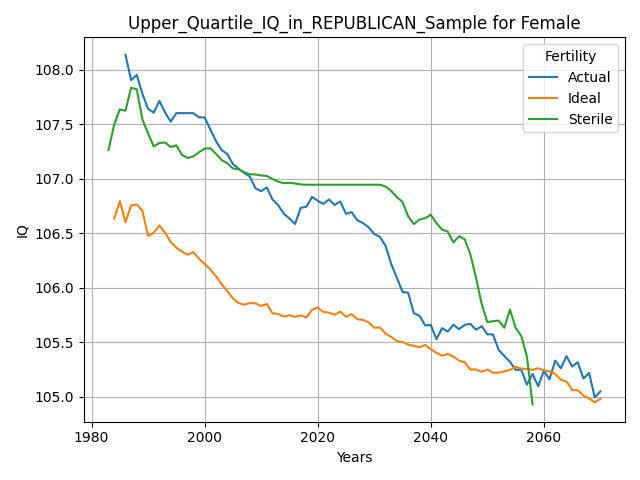 Upper_Quartile_IQ_in_REPUBLICAN_Sample for Female
Fertility
Actual
Ideal
Sterile
IQ
108.0
107.5
107.0
106.5
106.0
105.5
105.0
1980
2000
2020
2040
2060
Years